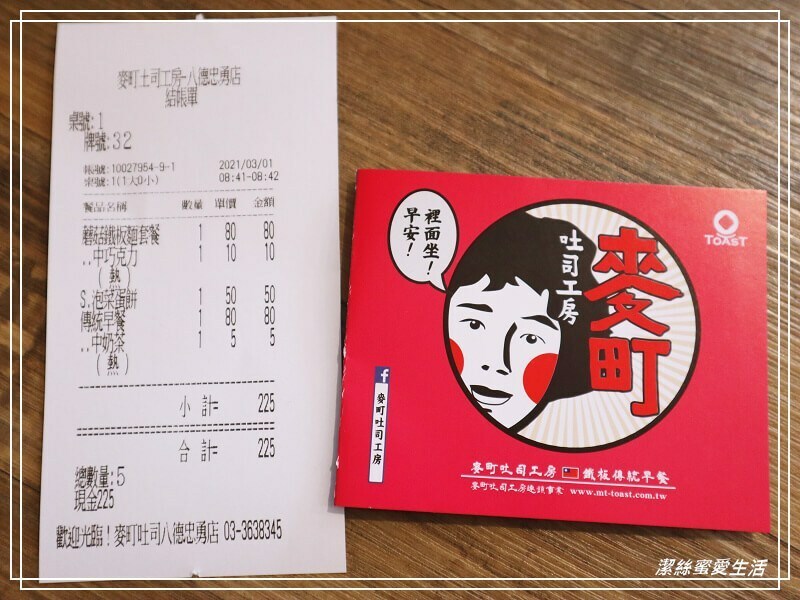 麥町吐司工房-八德忠勇店
結帳單
桌號:1
牌號:32
帳號:10027954-9-1 2021/03/01
桌號:1(1大0小) 08:41-08:42
餐品名稱 數量 單價 金額
蘑菇鐵板麵套餐 1 80 80
..中巧克力 1 10 10
(熱)
S.泡菜蛋餅 1 50 50
傳統早餐 1 80 80
..中奶茶 1 5 5
(熱)
小 計= 225
合 計= 225
總數量:5
現金225
歡迎光臨!麥町吐司八德忠勇店 03-3638345
裡面坐!
早安!
吐司工房
麥町
TOAST
f 麥町吐司工房
麥町吐司工房 鐵板傳統早餐
麥町吐司工房連鎖事業 www.mt-toast.com.tw
潔絲蜜愛生活